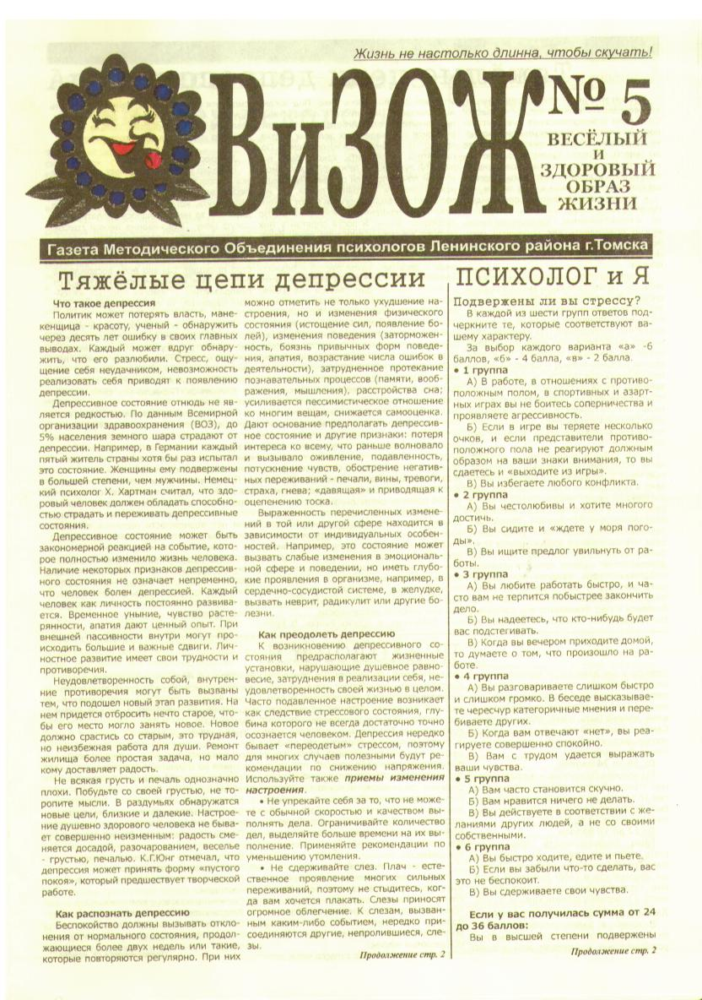 Жизнь не настолько длинна, чтобы скучать!
ВиЗОЖ
№ 5
ВЕСЁЛЫЙ
И
ЗДОРОВЫЙ
ОБРАЗ
ЖИЗНИ
Газета Методического Объединения психологов Ленинского района г.Томска
Тяжёлые цепи депрессии
Что такое депрессия
Политик может потерять власть, мане-
кенщица - красоту, ученый - обнаружить
через десять лет ошибку в своих главных
выводах. Каждый может вдруг обнару-
жить, что его разлюбили. Стресс, ощу-
щение себя неудачником, невозможность
реализовать себя приводят к появлению
депрессии.
Депрессивное состояние отнюдь не яв-
ляется редкостью. По данным Всемирной
организации здравоохранения (ВОЗ), до
5% населения земного шара страдают от
депрессии. Например, в Германии каждый
пятый житель страны хотя бы раз испытал
это состояние. Женщины ему подвержены
в большей степени, чем мужчины. Немец-
кий психолог Х. Хартман считал, что здо-
ровый человек должен обладать способно-
стью страдать и переживать депрессивные
состояния.
Депрессивное состояние может быть
закономерной реакцией на событие, кото-
рое полностью изменило жизнь человека.
Наличие некоторых признаков депрессив-
ного состояния не означает непременно,
что человек болен депрессией. Каждый
человек как личность постоянно развива-
ется. Временное уныние, чувство расте-
рянности, апатия дают ценный опыт. При
внешней пассивности внутри могут про-
исходить большие и важные сдвиги. Лич-
ностное развитие имеет свои трудности и
противоречия.
Неудовлетворенность собой, внутрен-
ние противоречия могут быть вызваны
тем, что подошел новый этап развития. На
нем придется отбросить нечто старое, что-
бы его место могло занять новое. Новое
должно срастись со старым, это трудная,
но неизбежная работа для души. Ремонт
жилища более простая задача, но мало
кому доставляет радость.
Не всякая грусть и печаль однозначно
плохи. Побудьте со своей грустью, не то-
ропите мысли. В раздумьях обнаружатся
новые цели, близкие и далекие. Настрое-
ние душевно здорового человека не быва-
ет совершенно неизменным: радость сме-
няется досадой, разочарованием, веселье
- грустью, печалью. К.Г.Юнг отмечал, что
депрессия может принять форму «пустого
покоя», который предшествует творческой
работе.
Как распознать депрессию
Беспокойство должны вызывать откло-
нения от нормального состояния, продол-
жающиеся более двух недель или такие,
которые повторяются регулярно. При них
можно отметить не только ухудшение на-
строения, но и изменения физического
состояния (истощение сил, появление бо-
лей), изменения поведения (заторможен-
ность, боязнь привычных форм поведе-
ния, апатия, возрастание числа ошибок в
деятельности), затрудненное протекание
познавательных процессов (памяти, вооб-
ражения, мышления), расстройства сна;
усиливается пессимистическое отношение
ко многим вещам, снижается самооценка.
Дают основание предполагать депрессив-
ное состояние и другие признаки: потеря
интереса ко всему, что раньше волновало
и вызывало оживление, подавленность,
потускнение чувств, обострение негатив-
ных переживаний - печали, вины, тревоги,
страха, гнева; «давящая» и приводящая к
оцепенению тоска.
Выраженность перечисленных измене-
ний в той или другой сфере находится в
зависимости от индивидуальных особен-
ностей. Например, это состояние может
вызвать слабые изменения в эмоциональ-
ной сфере и поведении, но иметь глубо-
кие проявления в организме, например, в
сердечно-сосудистой системе, в желудке,
вызвать неврит, радикулит или другие бо-
лезни.
Как преодолеть депрессию
К возникновению депрессивного со-
стояния предрасполагают жизненные
установки, нарушающие душевное равно-
весие, затруднения в реализации себя, не-
удовлетворенность своей жизнью в целом.
Часто подавленное настроение возникает
как следствие стрессового состояния, глу-
бина которого не всегда достаточно точно
осознается человеком. Депрессия нередко
бывает «переодетым» стрессом, поэтому
для многих случаев полезными будут ре-
комендации по снижению напряжения.
Используйте также приемы изменения
настроения.
• Не упрекайте себя за то, что не може-
те с обычной скоростью и качеством вы-
полнять дела. Ограничивайте количество
дел, выделяйте больше времени на их вы-
полнение. Применяйте рекомендации по
уменьшению утомления.
• Не сдерживайте слез. Плач - есте-
ственное проявление многих сильных
переживаний, поэтому не стыдитесь, ког-
да вам хочется плакать. Слезы приносят
огромное облегчение. К слезам, вызван-
ным каким-либо событием, нередко при-
соединяются другие, непролившиеся, сле-
зы.
Продолжение стр. 2
ПСИХОЛОГ и Я
Подвержены ли вы стрессу?
В каждой из шести групп ответов под-
черкните те, которые соответствуют ва-
шему характеру.
За выбор каждого варианта «а» -6
баллов, «б» - 4 балла, «в» - 2 балла.
• 1 группа
А) В работе, в отношениях с противо-
положным полом, в спортивных и азарт-
ных играх вы не боитесь соперничества и
проявляете агрессивность.
Б) Если в игре вы теряете несколько
очков, и если представители противо-
положного пола не реагируют должным
образом на ваши знаки внимания, то вы
сдаетесь и «выходите из игры».
В) Вы избегаете любого конфликта.
• 2 группа
А) Вы честолюбивы и хотите многого
достичь.
Б) Вы сидите и «ждете у моря пого-
ды».
В) Вы ищите предлог увильнуть от ра-
боты.
• 3 группа
А) Вы любите работать быстро, и ча-
сто вам не терпится побыстрее закончить
дело.
Б) Вы надеетесь, что кто-нибудь будет
вас подстегивать.
В) Когда вы вечером приходите домой,
то думаете о том, что произошло на ра-
боте.
• 4 группа
А) Вы разговариваете слишком быстро
и слишком громко. В беседе высказывае-
те чересчур категоричные мнения и пере-
биваете других.
Б) Когда вам отвечают «нет», вы реа-
гируете совершенно спокойно.
В) Вам с трудом удается выражать
ваши чувства.
• 5 группа
А) Вам часто становится скучно.
Б) Вам нравится ничего не делать.
В) Вы действуете в соответствии с же-
ланиями других людей, а не со своими
собственными.
• 6 группа
А) Вы быстро ходите, едите и пьете.
Б) Если вы забыли что-то сделать, вас
это не беспокоит.
В) Вы сдерживаете свои чувства.
Если у вас получилась сумма от 24
до 36 баллов:
Вы в высшей степени подвержены
Продолжение стр. 2